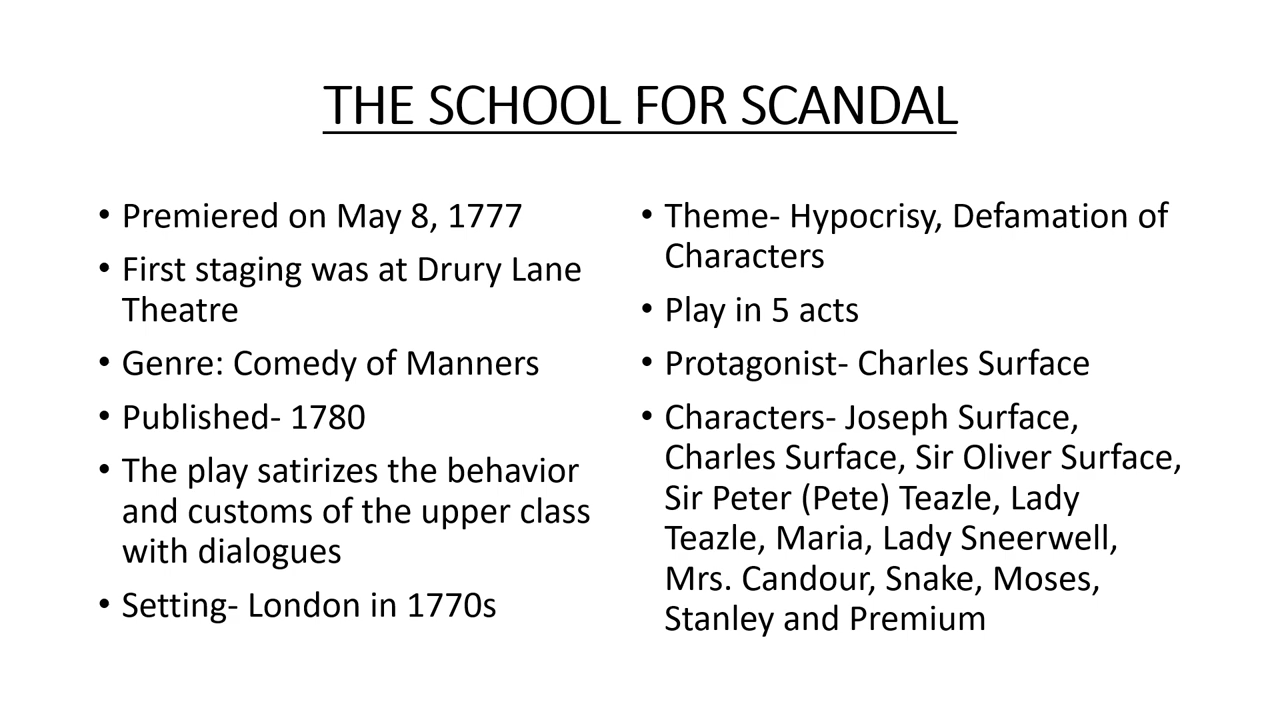 THE SCHOOL FOR SCANDAL
• Premiered on May 8, 1777
• First staging was at Drury Lane
Theatre
• Genre: Comedy of Manners
• Published- 1780
• The play satirizes the behavior
and customs of the upper class
with dialogues
• Setting- London in 1770s
• Theme- Hypocrisy, Defamation of
Characters
• Play in 5 acts
• Protagonist- Charles Surface
• Characters- Joseph Surface,
Charles Surface, Sir Oliver Surface,
Sir Peter (Pete) Teazle, Lady
Teazle, Maria, Lady Sneerwell,
Mrs. Candour, Snake, Moses,
Stanley and Premium